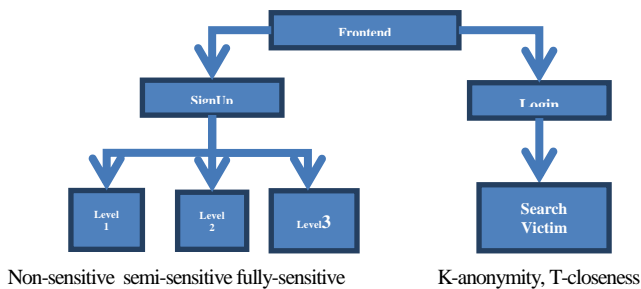 Frontend
SignUp
Login
Level
1
Level
2
Level3
Search
Victim
Non-sensitive semi-sensitive fully-sensitive
K-anonymity, T-closeness